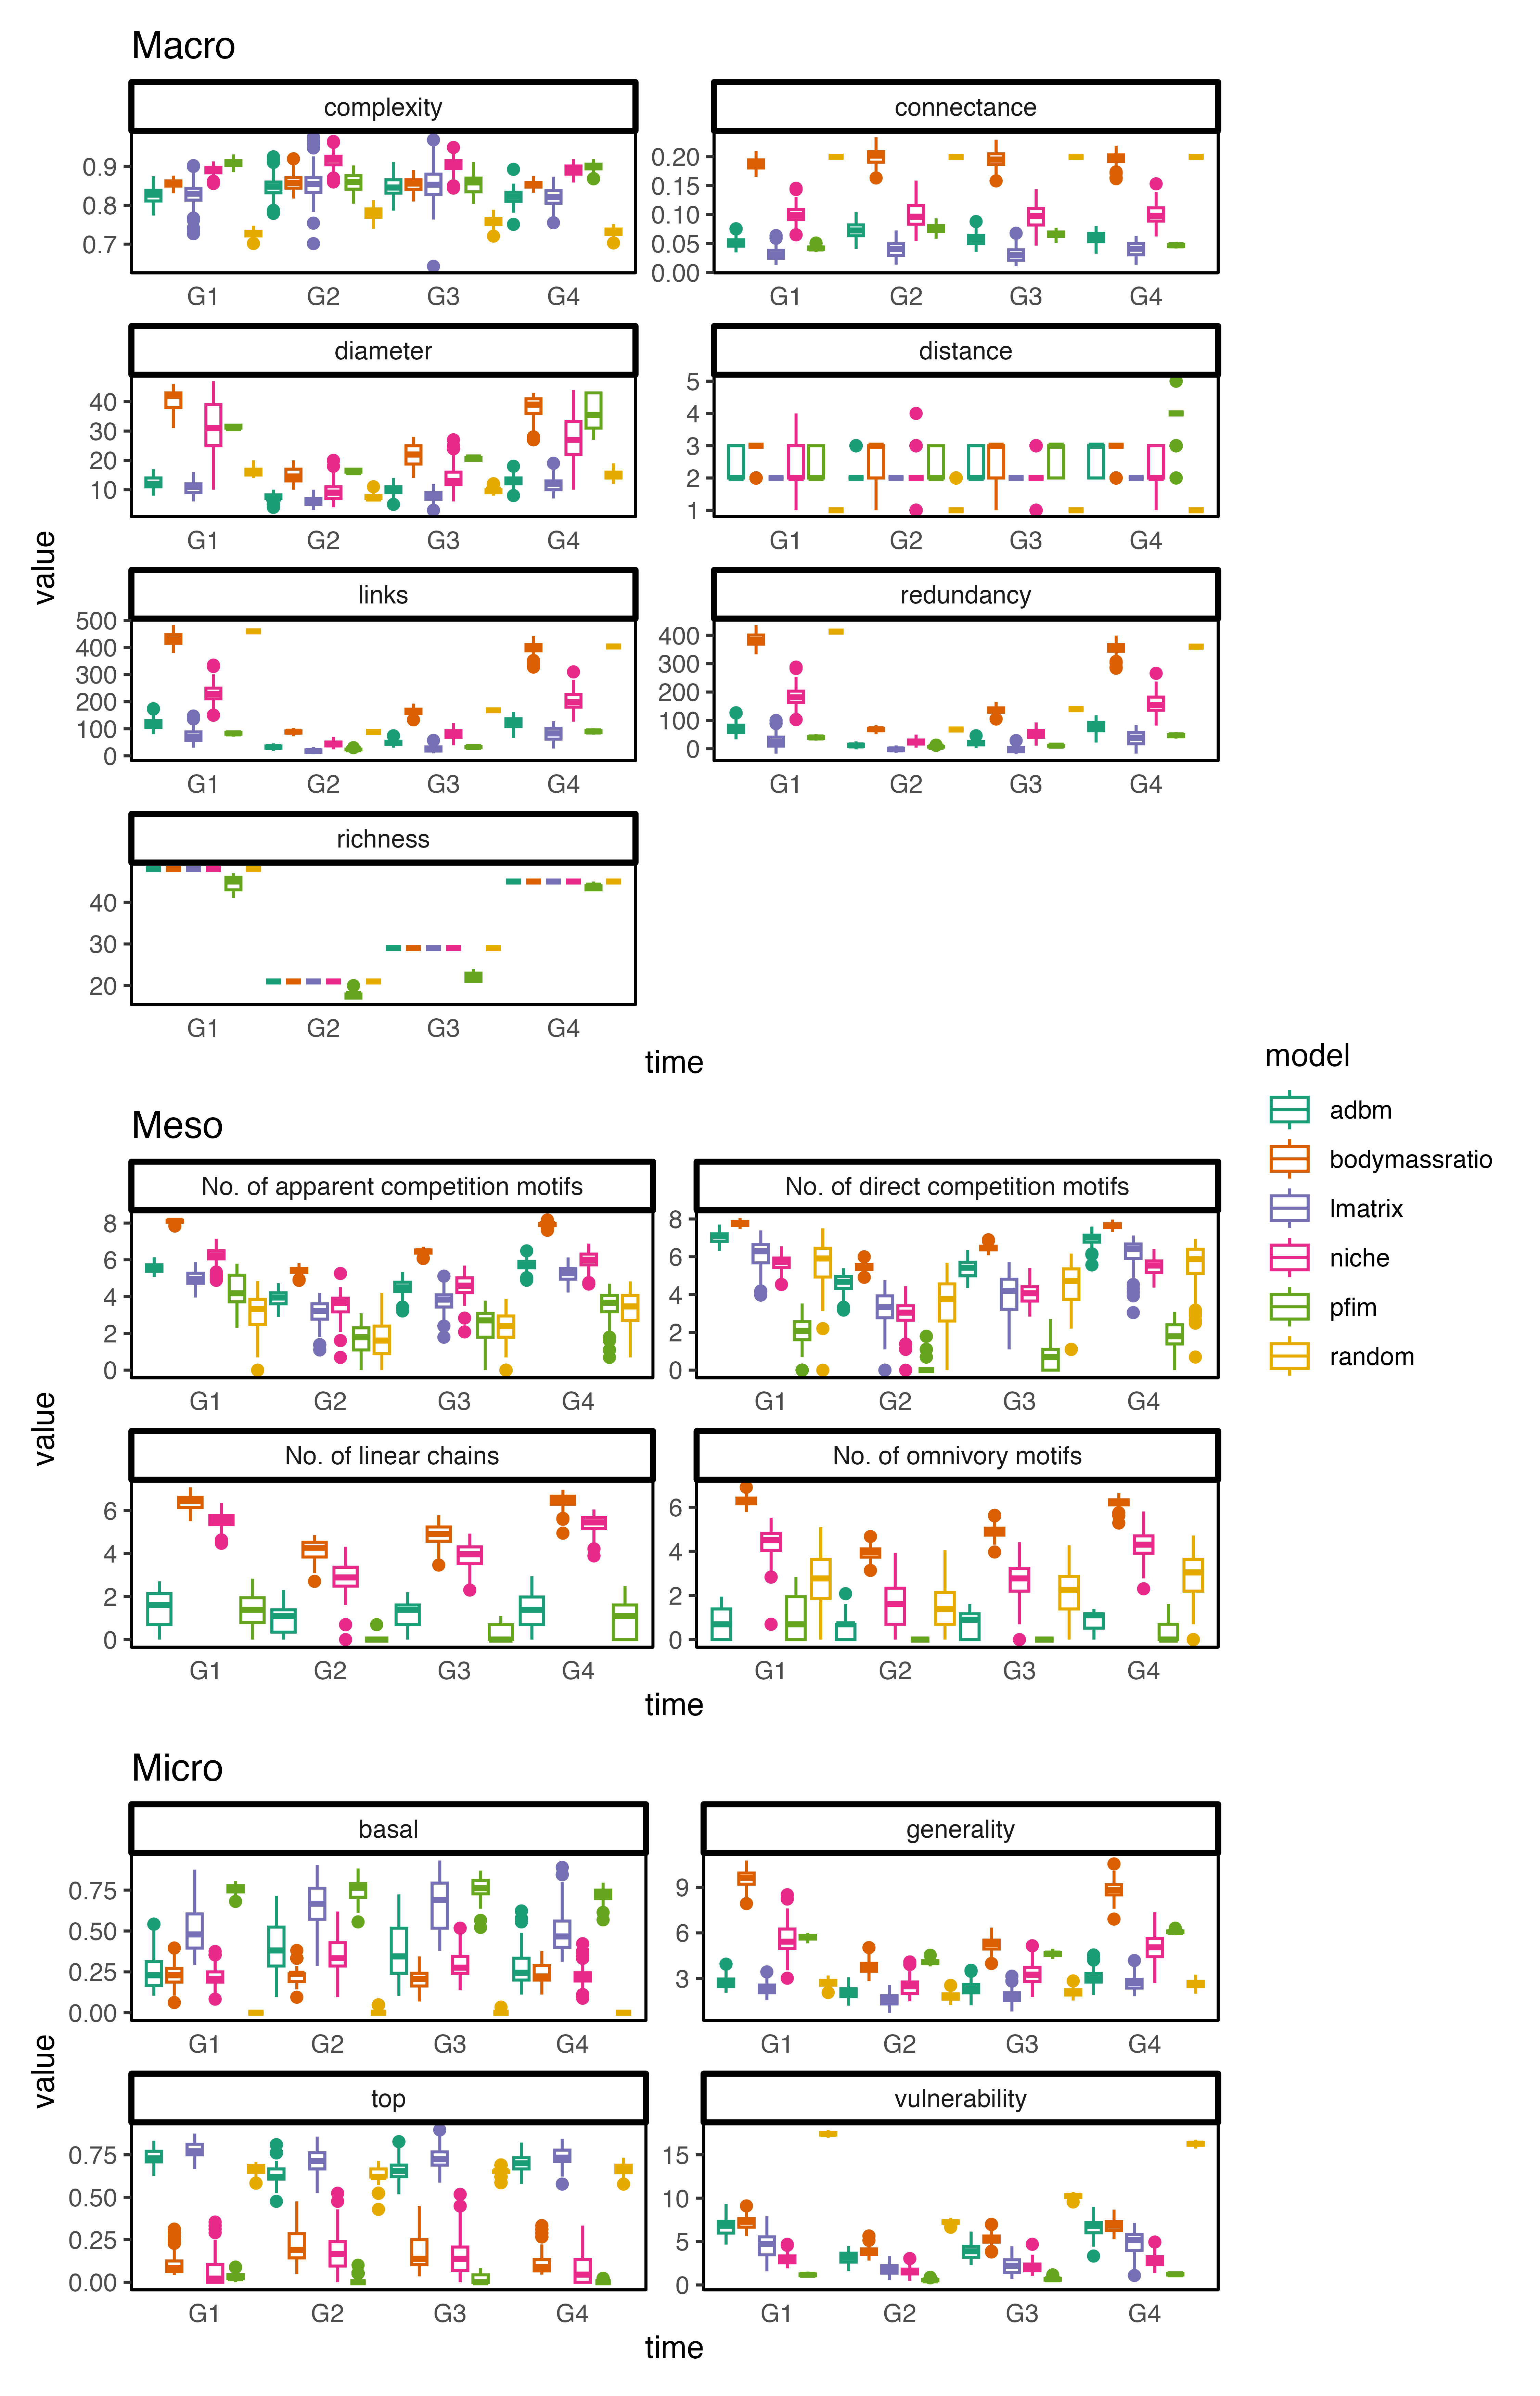 Macro
complexity
connectance
0.9
0.8
0.7
0.20
0.15
0.10
0.05
0.00
G1 G2 G3 G4
G1 G2 G3 G4
diameter
distance
40
30
20
10
5
4
3
2
1
G1 G2 G3 G4
G1 G2 G3 G4
value
links
redundancy
500
400
300
200
100
0
400
300
200
100
0
G1 G2 G3 G4
G1 G2 G3 G4
richness
40
30
20
G1 G2 G3 G4
time
model
adbm
bodymassratio
lmatrix
niche
pfim
random
Meso
No. of apparent competition motifs
No. of direct competition motifs
8
6
4
2
0
8
6
4
2
0
G1 G2 G3 G4
G1 G2 G3 G4
value
No. of linear chains
No. of omnivory motifs
6
4
2
0
6
4
2
0
G1 G2 G3 G4
G1 G2 G3 G4
time
Micro
basal
generality
0.75
0.50
0.25
0.00
9
6
3
G1 G2 G3 G4
G1 G2 G3 G4
value
top
vulnerability
0.75
0.50
0.25
0.00
15
10
5
0
G1 G2 G3 G4
G1 G2 G3 G4
time